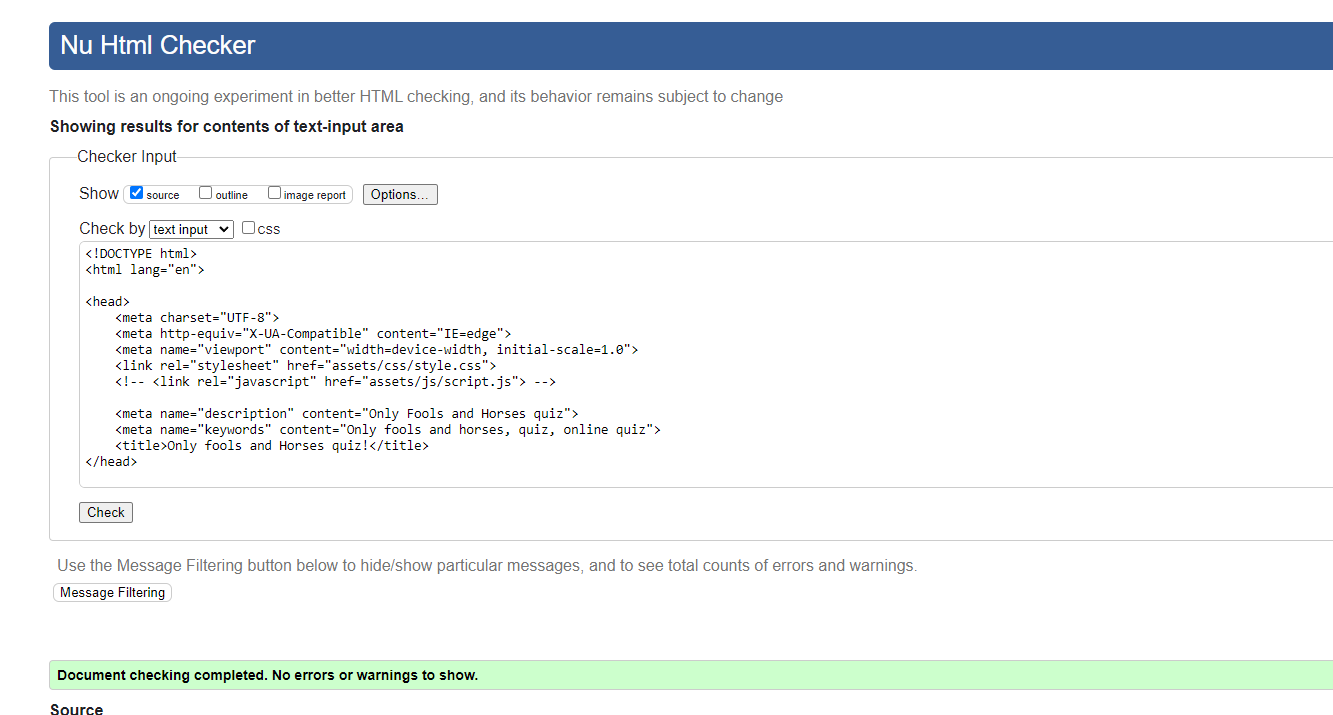 Nu Html Checker
This tool is an ongoing experiment in better HTML checking, and its behavior remains subject to change
Showing results for contents of text-input area
Checker Input
Show source outline image report Options...
Check by text input css
<!DOCTYPE html>
<html lang="en">
<head>
<meta charset="UTF-8">
<meta http-equiv="X-UA-Compatible" content="IE=edge">
<meta name="viewport" content="width=device-width, initial-scale=1.0">
<link rel="stylesheet" href="assets/css/style.css">
<!-- <link rel="javascript" href="assets/js/script.js"> -->
<meta name="description" content="Only Fools and Horses quiz">
<meta name="keywords" content="Only fools and horses, quiz, online quiz">
<title>Only fools and Horses quiz!</title>
</head>
Check
Use the Message Filtering button below to hide/show particular messages, and to see total counts of errors and warnings.
Message Filtering
Document checking completed. No errors or warnings to show.
Source